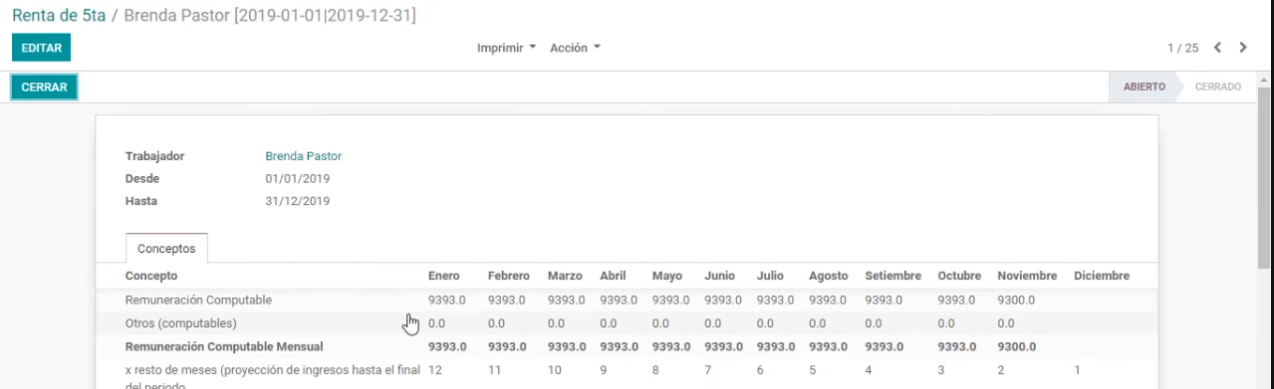 Renta de 5ta / Brenda Pastor [2019-01-01|2019-12-31]
EDITAR Imprimir Acción 1 / 25
CERRAR ABIERTO CERRADO
Trabajador Brenda Pastor
Desde 01/01/2019
Hasta 31/12/2019
Conceptos
Concepto Enero Febrero Marzo Abril Mayo Junio Julio Agosto Setiembre Octubre Noviembre Diciembre
Remuneración Computable 9393.0 9393.0 9393.0 9393.0 9393.0 9393.0 9393.0 9393.0 9393.0 9393.0 9300.0
Otros (computables) 0.0 0.0 0.0 0.0 0.0 0.0 0.0 0.0 0.0 0.0 0.0
Remuneración Computable Mensual 9393.0 9393.0 9393.0 9393.0 9393.0 9393.0 9393.0 9393.0 9393.0 9393.0 9300.0
x resto de meses (proyección de ingresos hasta el final 12 11 10 9 8 7 6 5 4 3 2 1
del periodo